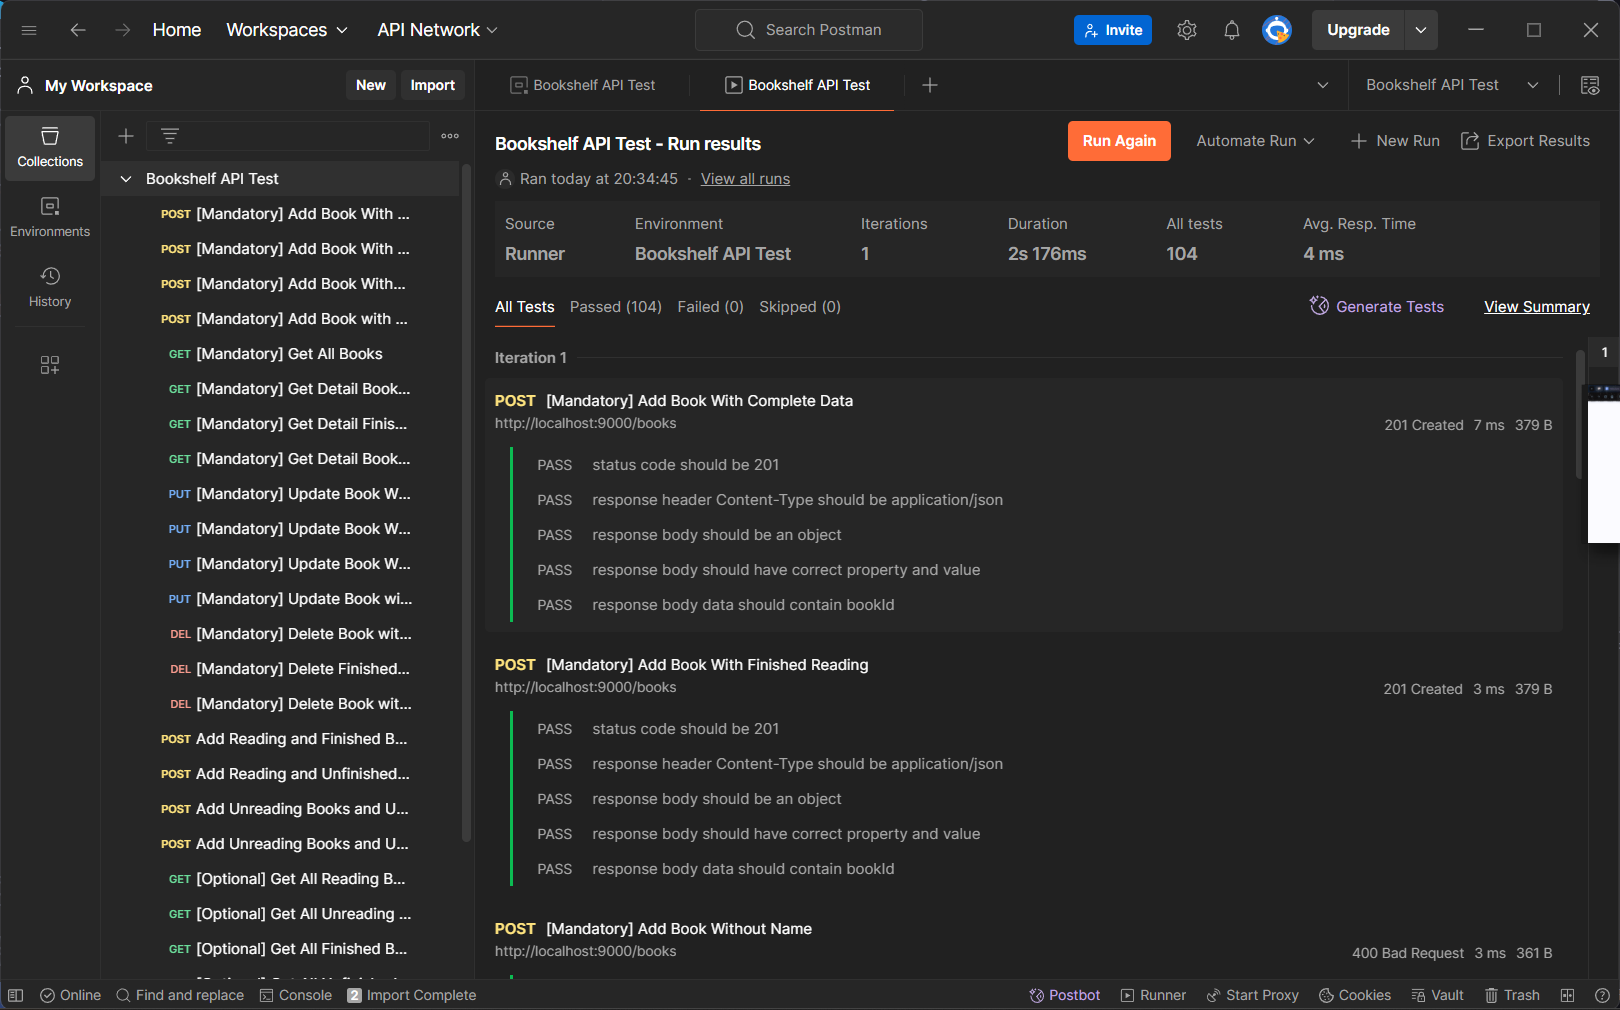 Home Workspaces API Network Search Postman Invite Upgrade
My Workspace New Import Bookshelf API Test Bookshelf API Test Bookshelf API Test
Collections
Environments
History
Bookshelf API Test
POST [Mandatory] Add Book With ...
POST [Mandatory] Add Book With ...
POST [Mandatory] Add Book With...
POST [Mandatory] Add Book with ...
GET [Mandatory] Get All Books
GET [Mandatory] Get Detail Book...
GET [Mandatory] Get Detail Finis...
GET [Mandatory] Get Detail Book...
PUT [Mandatory] Update Book W...
PUT [Mandatory] Update Book W...
PUT [Mandatory] Update Book W...
PUT [Mandatory] Update Book wi...
DEL [Mandatory] Delete Book wit...
DEL [Mandatory] Delete Finished...
DEL [Mandatory] Delete Book wit...
POST Add Reading and Finished B...
POST Add Reading and Unfinished...
POST Add Unreading Books and U...
POST Add Unreading Books and U...
GET [Optional] Get All Reading B...
GET [Optional] Get All Unreading ...
GET [Optional] Get All Finished B...
Bookshelf API Test - Run results Run Again Automate Run New Run Export Results
Ran today at 20:34:45 · View all runs
Source Environment Iterations Duration All tests Avg. Resp. Time
Runner Bookshelf API Test 1 2s 176ms 104 4 ms
All Tests Passed (104) Failed (0) Skipped (0) Generate Tests View Summary
Iteration 1
1
POST [Mandatory] Add Book With Complete Data
http://localhost:9000/books 201 Created 7 ms 379 B
PASS status code should be 201
PASS response header Content-Type should be application/json
PASS response body should be an object
PASS response body should have correct property and value
PASS response body data should contain bookId
POST [Mandatory] Add Book With Finished Reading
http://localhost:9000/books 201 Created 3 ms 379 B
PASS status code should be 201
PASS response header Content-Type should be application/json
PASS response body should be an object
PASS response body should have correct property and value
PASS response body data should contain bookId
POST [Mandatory] Add Book Without Name
http://localhost:9000/books 400 Bad Request 3 ms 361 B
Online Find and replace Console 2 Import Complete Postbot Runner Start Proxy Cookies Vault Trash